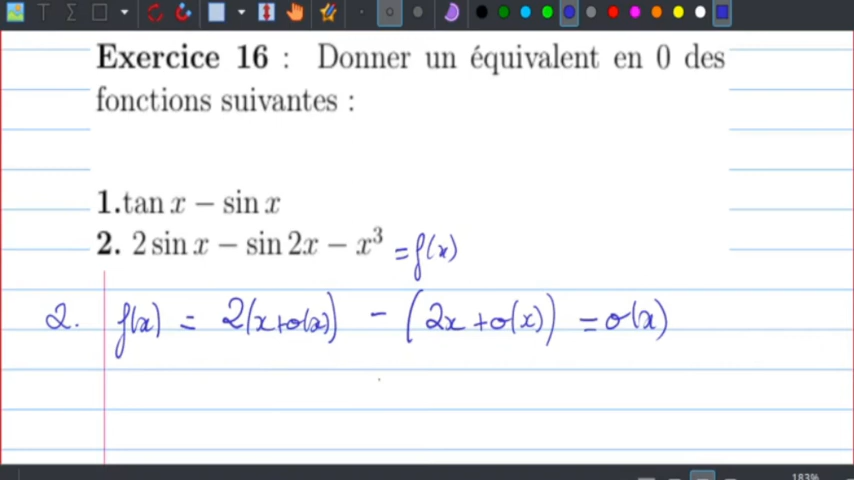 Exercice 16 : Donner un équivalent en 0 des
fonctions suivantes :
1.tan x − sin x
2. 2 sin x − sin 2x − x³ = f(x)
2. f(x) = 2(x+o(x)) − (2x+o(x)) = o(x)
183%